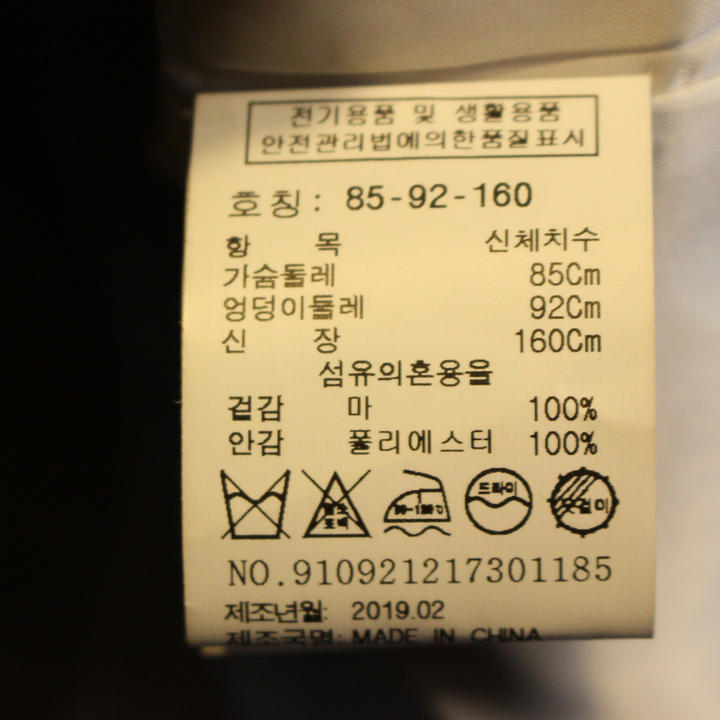 전기용품 및 생활용품
안전관리법에의한품질표시
호칭: 85-92-160
항 목 신체치수
가슴둘레 85Cm
엉덩이둘레 92Cm
신 장 160Cm
섬유의혼용율
겉감 마 100%
안감 폴리에스터 100%
드라이 옷걸이
NO.910921217301185
제조년월: 2019.02
제조국명: MADE IN CHINA